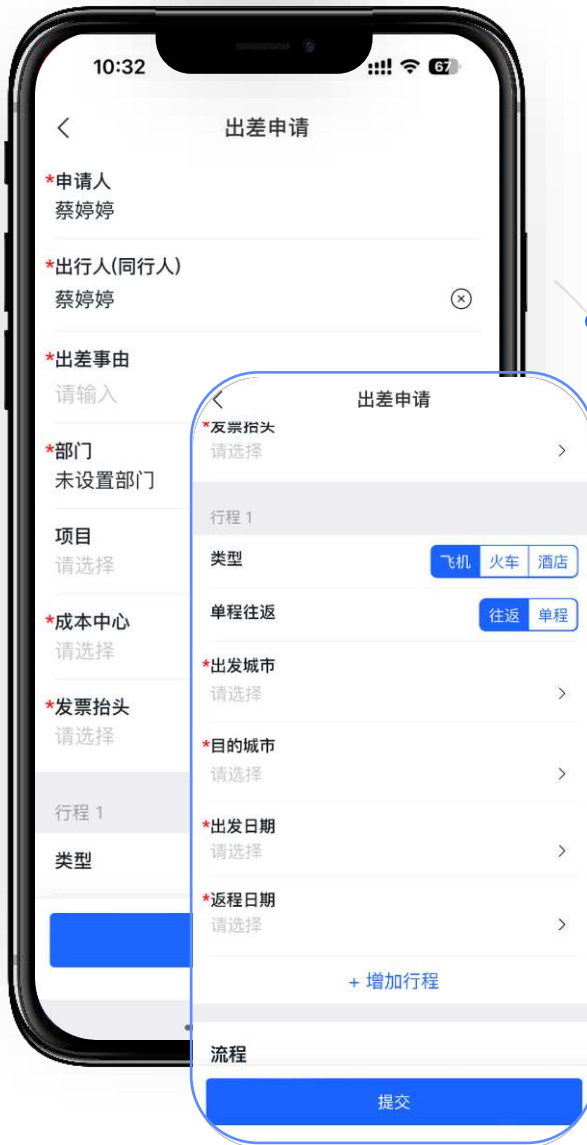 10:32
67
出差申请
*申请人
蔡婷婷
*出行人(同行人)
蔡婷婷
*出差事由
请输入
*部门
未设置部门
项目
请选择
*成本中心
请选择
*发票抬头
请选择
行程 1
类型
出差申请
*发票抬头
请选择
行程 1
类型 飞机 火车 酒店
单程往返 往返 单程
*出发城市
请选择
*目的城市
请选择
*出发日期
请选择
*返程日期
请选择
+ 增加行程
流程
提交